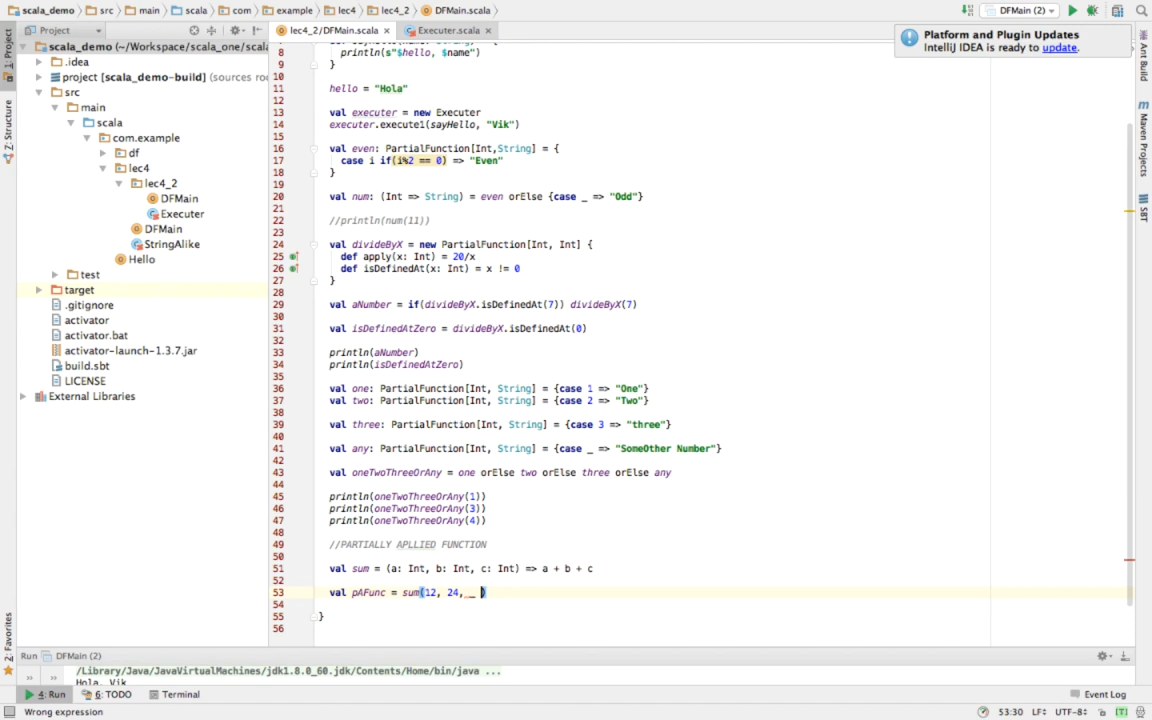 scala_demo src main scala com example lec4 lec4_2 DFMain.scala
DFMain (2)
Project
lec4_2/DFMain.scala
Executer.scala
Platform and Plugin Updates
IntelliJ IDEA is ready to update.
scala_demo (~/Workspace/scala_one/scala
.idea
project [scala_demo-build] (sources roo
src
main
scala
com.example
df
lec4
lec4_2
DFMain
Executer
DFMain
StringAlike
Hello
test
target
.gitignore
activator
activator.bat
activator-launch-1.3.7.jar
build.sbt
LICENSE
External Libraries
1: Project
7: Structure
2: Favorites
Ant Build
Maven Projects
SBT
8 println(s"$hello, $name")
9 }
10
11 hello = "Hola"
12
13 val executer = new Executer
14 executer.execute1(sayHello, "Vik")
15
16 val even: PartialFunction[Int,String] = {
17 case i if(i%2 == 0) => "Even"
18 }
19
20 val num: (Int => String) = even orElse {case _ => "Odd"}
21
22 //println(num(11))
23
24 val divideByX = new PartialFunction[Int, Int] {
25 def apply(x: Int) = 20/x
26 def isDefinedAt(x: Int) = x != 0
27 }
28
29 val aNumber = if(divideByX.isDefinedAt(7)) divideByX(7)
30
31 val isDefinedAtZero = divideByX.isDefinedAt(0)
32
33 println(aNumber)
34 println(isDefinedAtZero)
35
36 val one: PartialFunction[Int, String] = {case 1 => "One"}
37 val two: PartialFunction[Int, String] = {case 2 => "Two"}
38
39 val three: PartialFunction[Int, String] = {case 3 => "three"}
40
41 val any: PartialFunction[Int, String] = {case _ => "SomeOther Number"}
42
43 val oneTwoThreeOrAny = one orElse two orElse three orElse any
44
45 println(oneTwoThreeOrAny(1))
46 println(oneTwoThreeOrAny(3))
47 println(oneTwoThreeOrAny(4))
48
49 //PARTIALLY APLLIED FUNCTION
50
51 val sum = (a: Int, b: Int, c: Int) => a + b + c
52
53 val pAFunc = sum(12, 24, _ )
54
55 }
56
Run DFMain (2)
/Library/Java/JavaVirtualMachines/jdk1.8.0_60.jdk/Contents/Home/bin/java ...
Hola, Vik
4: Run 6: TODO Terminal Event Log
Wrong expression 53:30 LF UTF-8 [T]